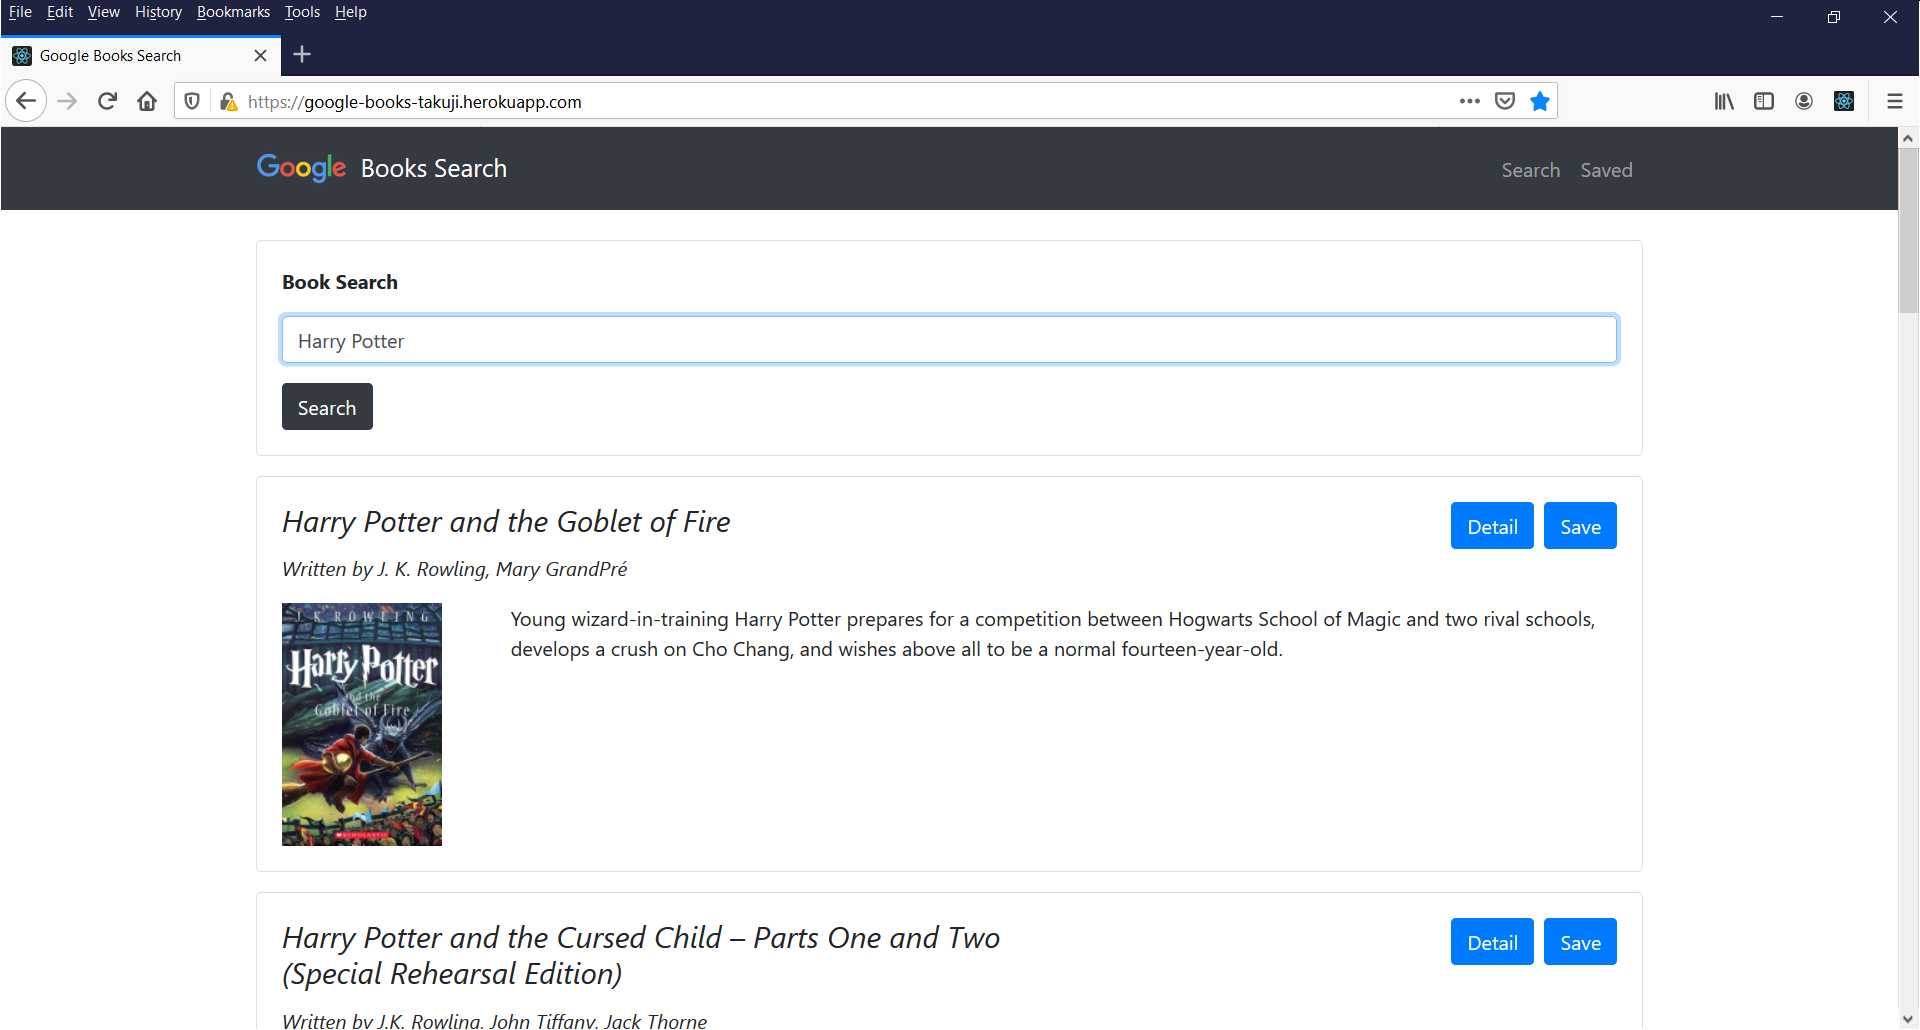 File Edit View History Bookmarks Tools Help
Google Books Search
https://google-books-takuji.herokuapp.com
Google Books Search
Search Saved
Book Search
Harry Potter
Search
Harry Potter and the Goblet of Fire
Detail Save
Written by J. K. Rowling, Mary GrandPré
J. K. ROWLING
Harry Potter
and the
Goblet of Fire
SCHOLASTIC
Young wizard-in-training Harry Potter prepares for a competition between Hogwarts School of Magic and two rival schools,
develops a crush on Cho Chang, and wishes above all to be a normal fourteen-year-old.
Harry Potter and the Cursed Child – Parts One and Two
(Special Rehearsal Edition)
Detail Save
Written by J.K. Rowling, John Tiffany, Jack Thorne